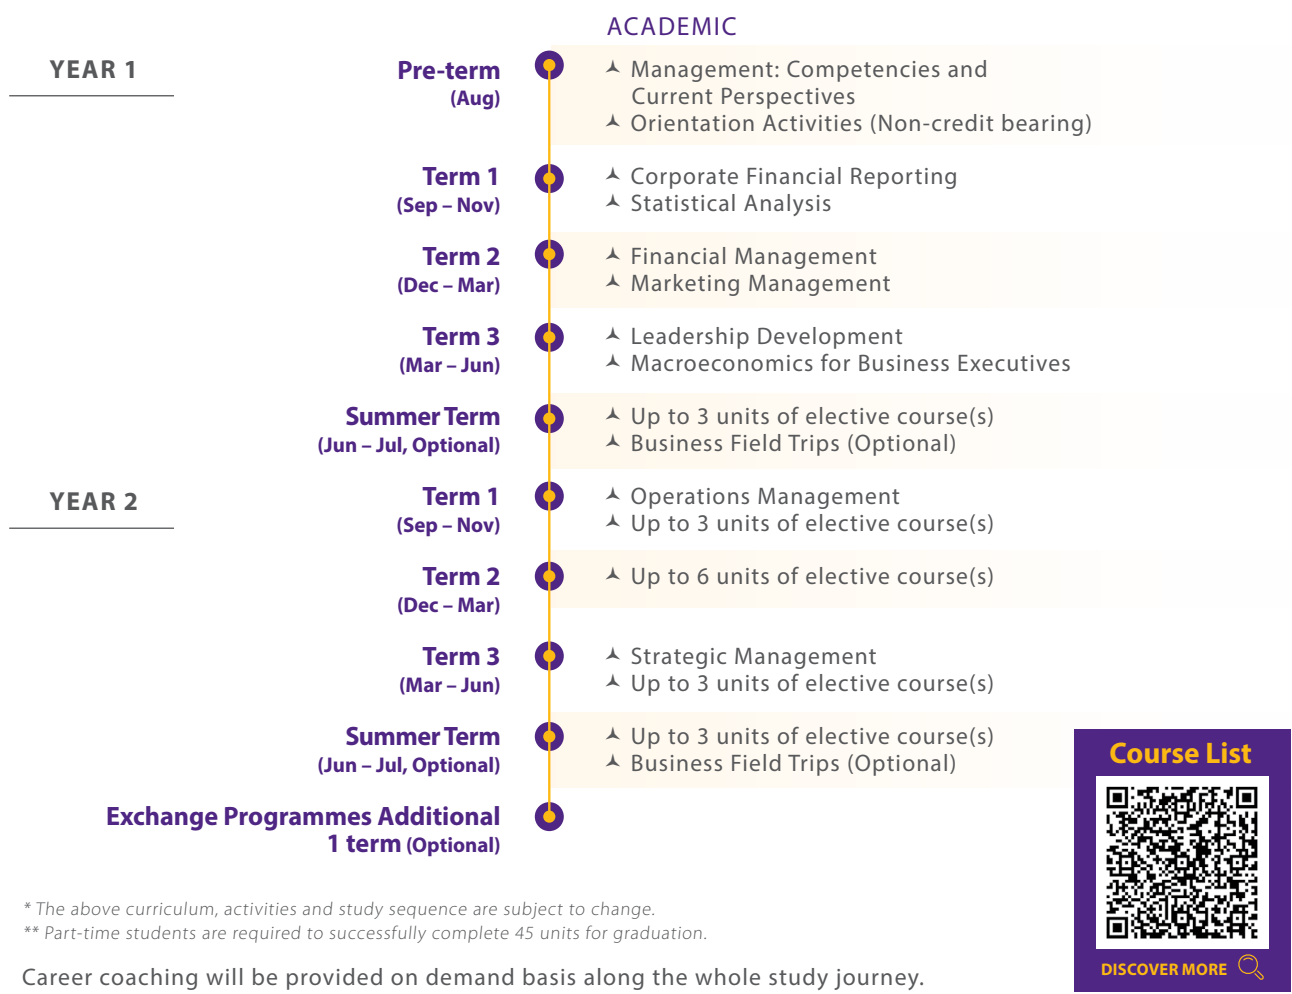 ACADEMIC
YEAR 1
Pre-term
(Aug)
Management: Competencies and
Current Perspectives
Orientation Activities (Non-credit bearing)
Term 1
(Sep – Nov)
Corporate Financial Reporting
Statistical Analysis
Term 2
(Dec – Mar)
Financial Management
Marketing Management
Term 3
(Mar – Jun)
Leadership Development
Macroeconomics for Business Executives
Summer Term
(Jun – Jul, Optional)
Up to 3 units of elective course(s)
Business Field Trips (Optional)
YEAR 2
Term 1
(Sep – Nov)
Operations Management
Up to 3 units of elective course(s)
Term 2
(Dec – Mar)
Up to 6 units of elective course(s)
Term 3
(Mar – Jun)
Strategic Management
Up to 3 units of elective course(s)
Summer Term
(Jun – Jul, Optional)
Up to 3 units of elective course(s)
Business Field Trips (Optional)
Exchange Programmes Additional
1 term (Optional)
Course List
DISCOVER MORE
* The above curriculum, activities and study sequence are subject to change.
** Part-time students are required to successfully complete 45 units for graduation.
Career coaching will be provided on demand basis along the whole study journey.